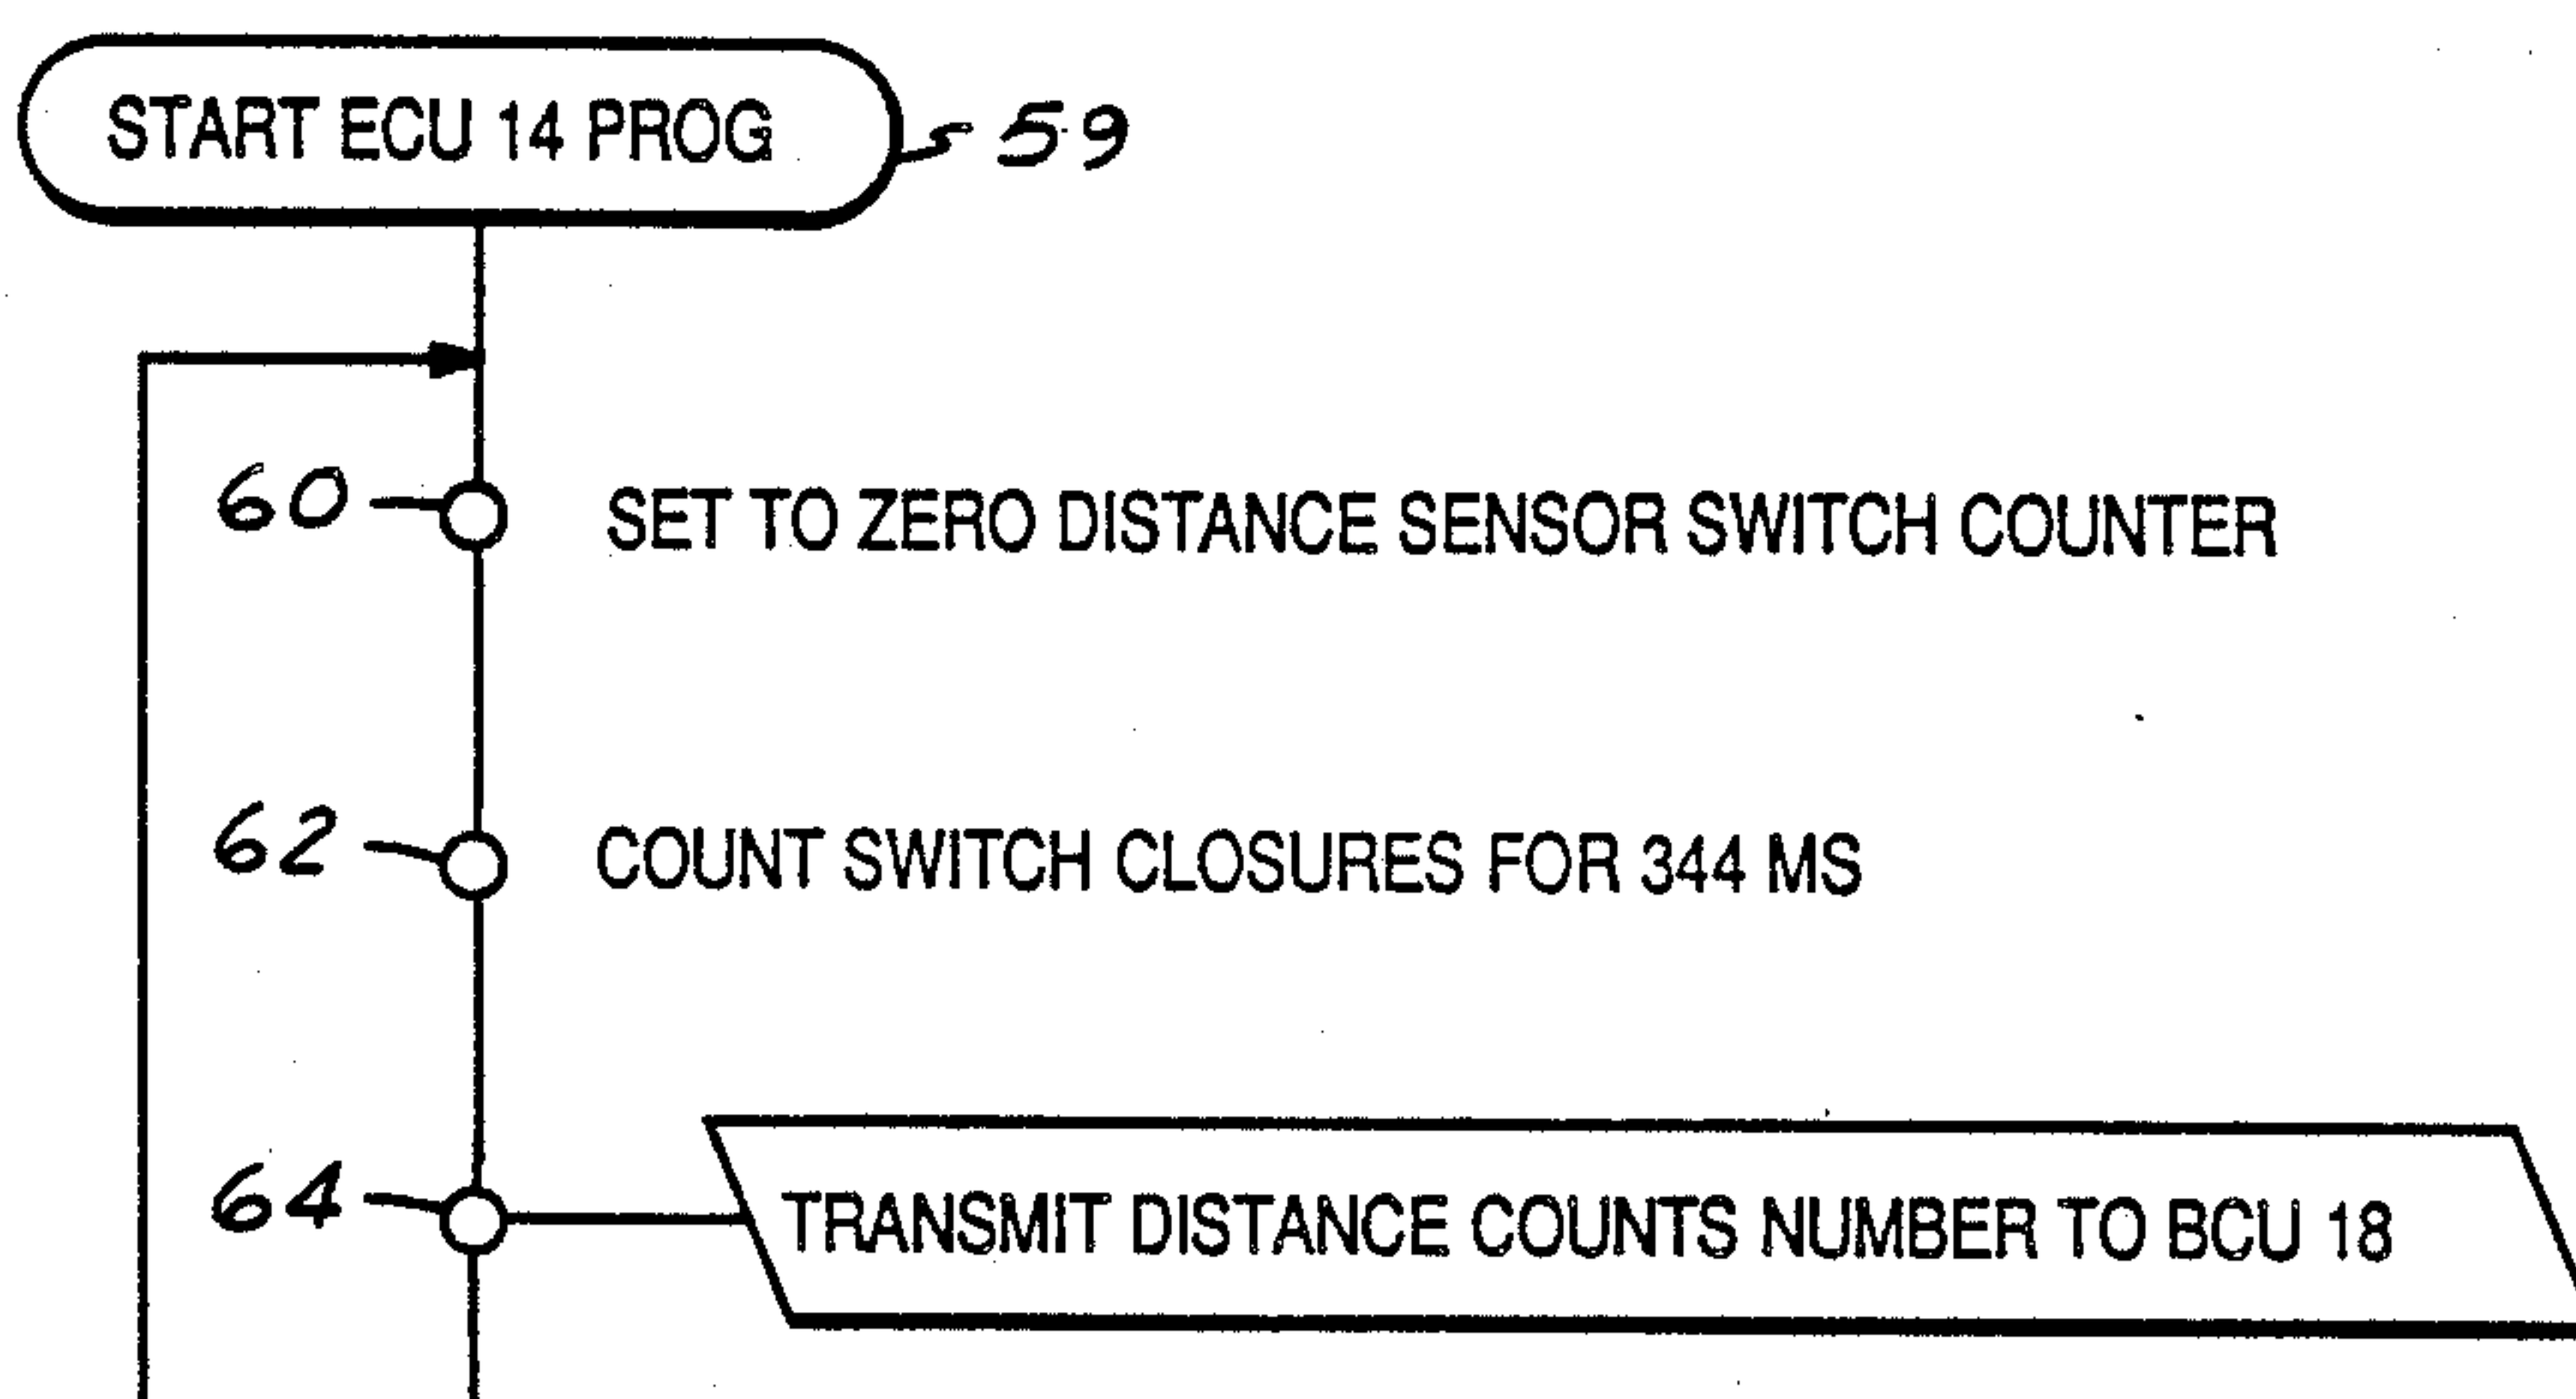 START ECU 14 PROG 59
60 SET TO ZERO DISTANCE SENSOR SWITCH COUNTER
62 COUNT SWITCH CLOSURES FOR 344 MS
64 TRANSMIT DISTANCE COUNTS NUMBER TO BCU 18